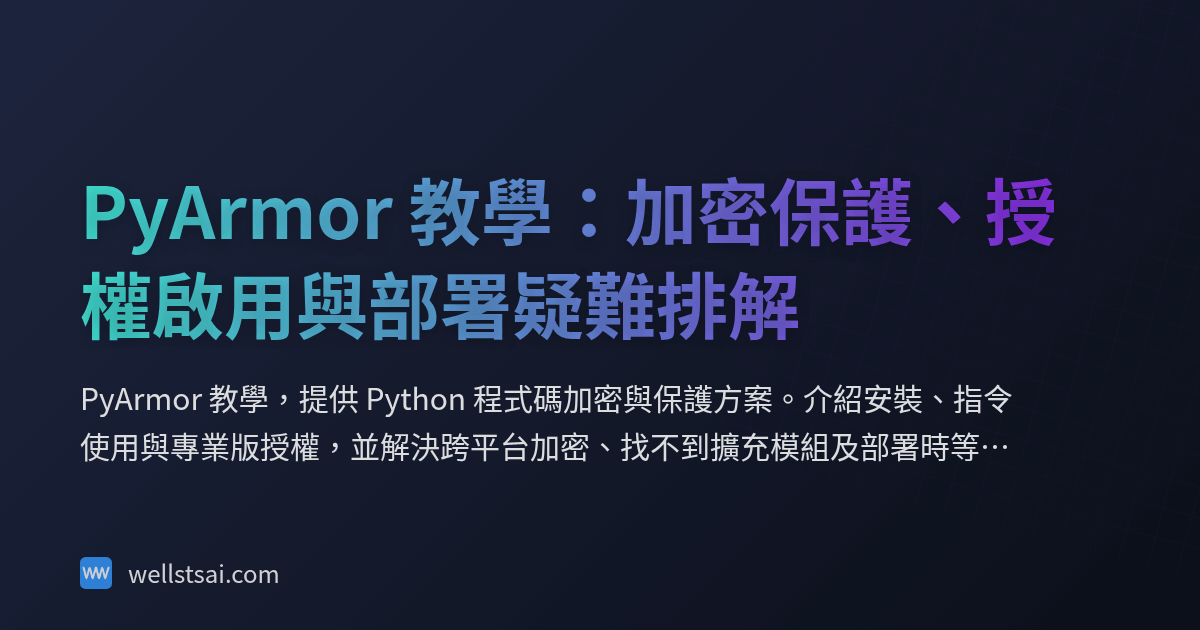 PyArmor 教學：加密保護、授
權啟用與部署疑難排解
PyArmor 教學，提供 Python 程式碼加密與保護方案。介紹安裝、指令
使用與專業版授權，並解決跨平台加密、找不到擴充模組及部署時等…
W wellstsai.com